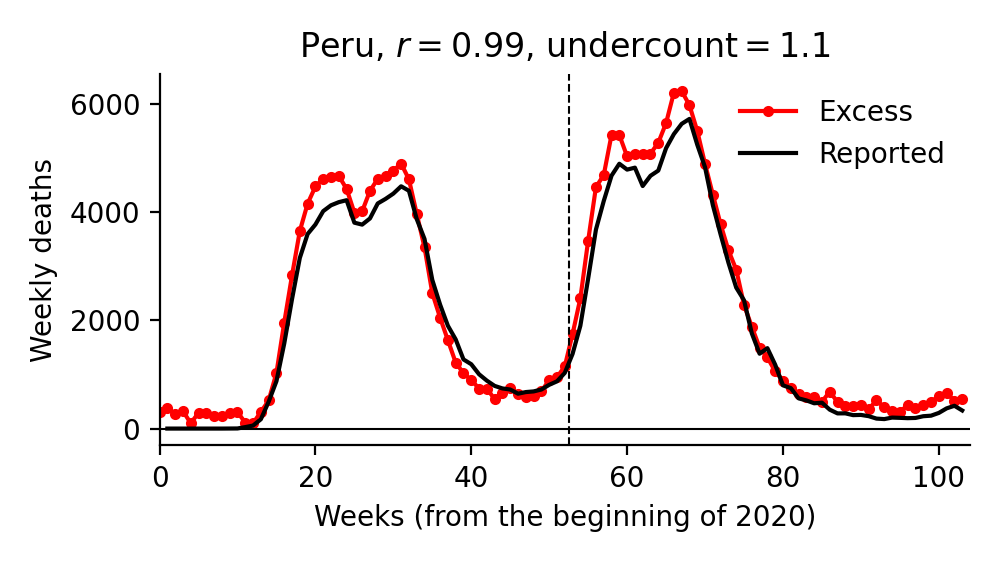 Peru, r = 0.99, undercount = 1.1
Excess
Reported
Weekly deaths
6000
4000
2000
0
0 20 40 60 80 100
Weeks (from the beginning of 2020)